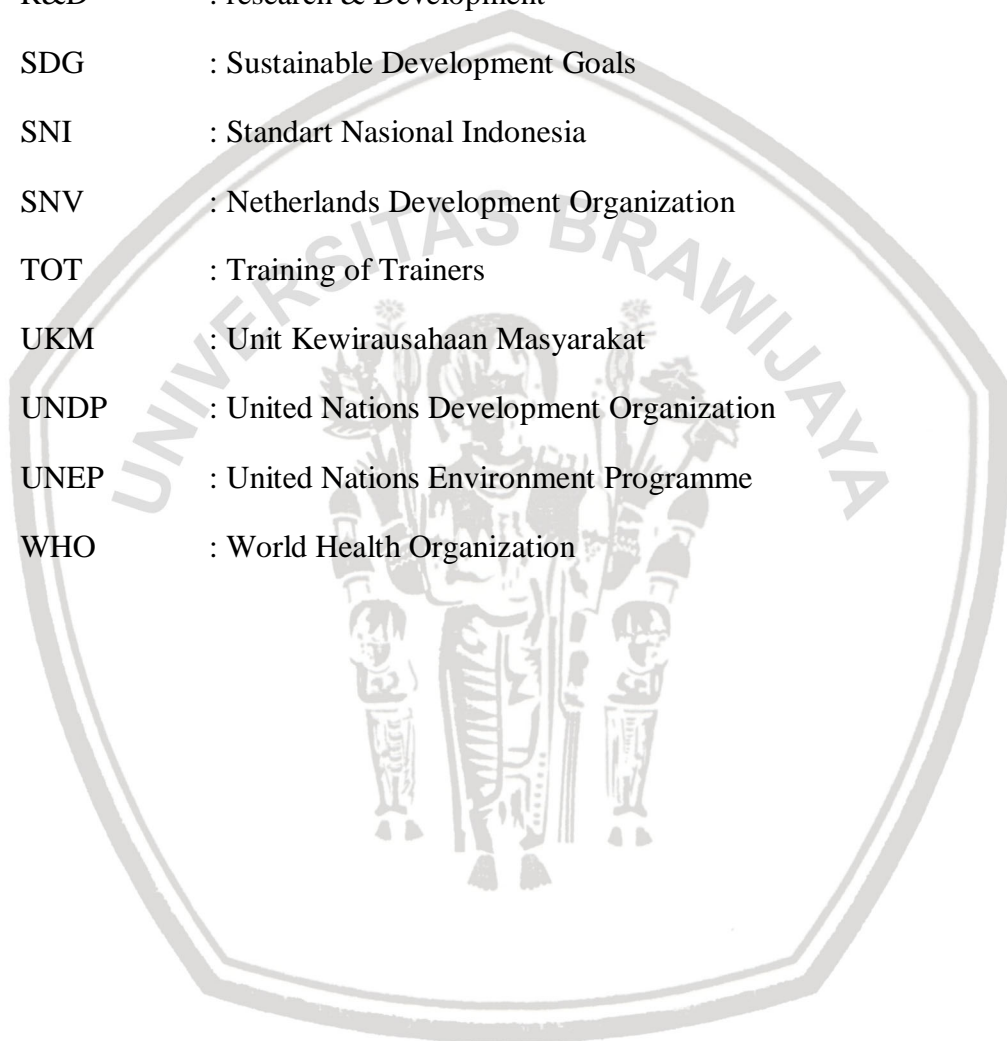 R&D : research & Development
SDG : Sustainable Development Goals
SNI : Standart Nasional Indonesia
SNV : Netherlands Development Organization
TOT : Training of Trainers
UKM : Unit Kewirausahaan Masyarakat
UNDP : United Nations Development Organization
UNEP : United Nations Environment Programme
WHO : World Health Organization
UNIVERSITAS BRAWIJAYA